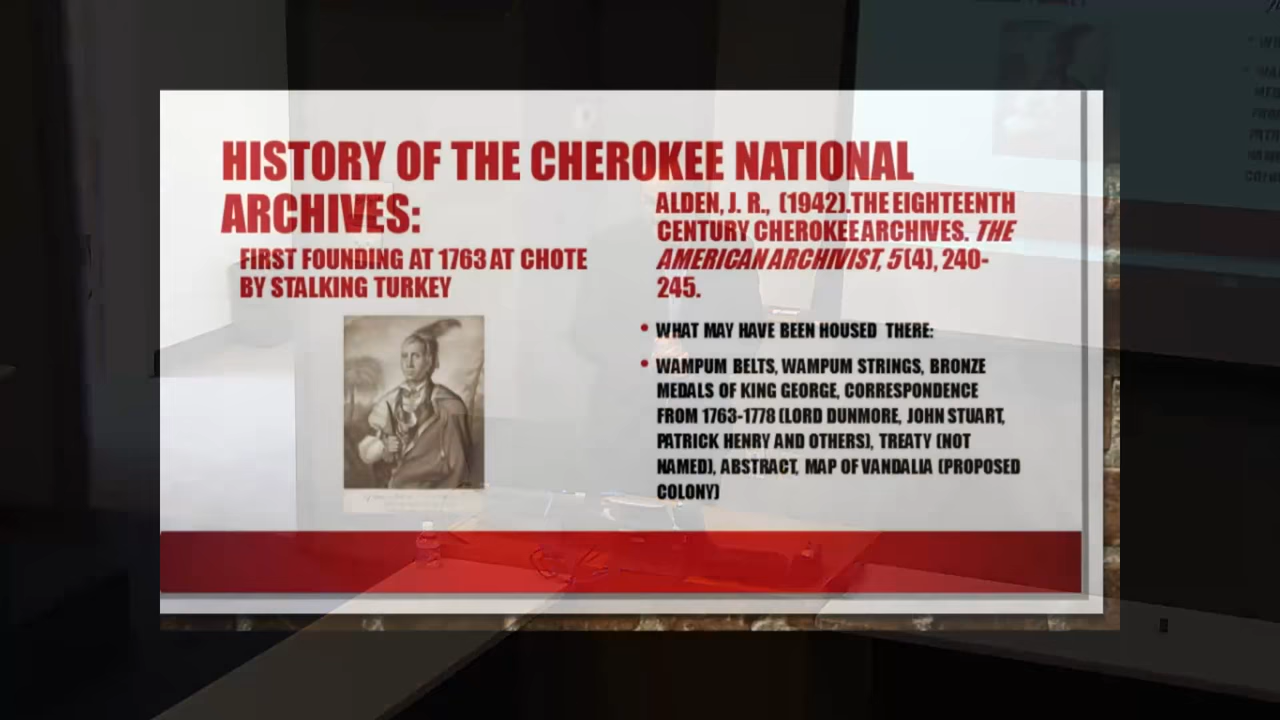 HISTORY OF THE CHEROKEE NATIONAL
ARCHIVES:
FIRST FOUNDING AT 1763 AT CHOTE
BY STALKING TURKEY
ALDEN, J. R., (1942).THE EIGHTEENTH
CENTURY CHEROKEE ARCHIVES. THE
AMERICAN ARCHIVIST, 5(4), 240-
245.
• WHAT MAY HAVE BEEN HOUSED THERE:
• WAMPUM BELTS, WAMPUM STRINGS, BRONZE
MEDALS OF KING GEORGE, CORRESPONDENCE
FROM 1763-1778 (LORD DUNMORE, JOHN STUART,
PATRICK HENRY AND OTHERS), TREATY (NOT
NAMED), ABSTRACT, MAP OF VANDALIA (PROPOSED
COLONY)